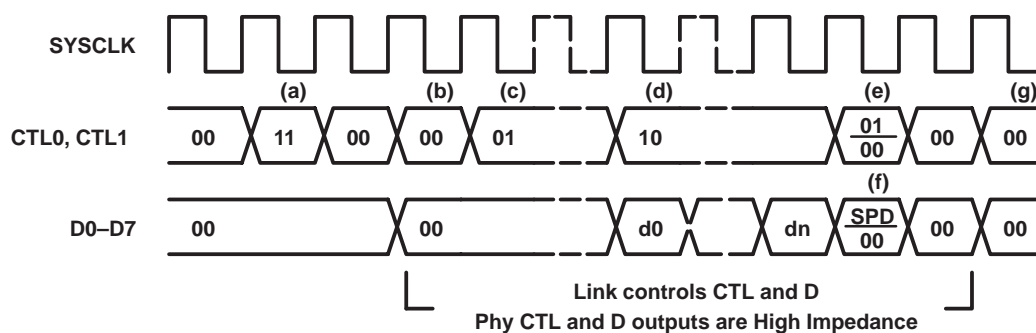 SYSCLK
(a) (b) (c) (d) (e) (g)
CTL0, CTL1 00 11 00 00 01 10 01 00 00 00
(f)
D0–D7 00 00 d0 dn SPD 00 00 00
Link controls CTL and D
Phy CTL and D outputs are High Impedance